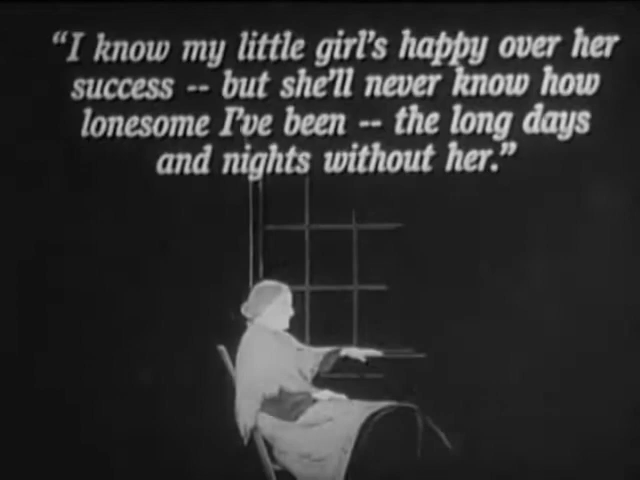 “I know my little girl's happy over her
success -- but she'll never know how
lonesome I've been -- the long days
and nights without her.”